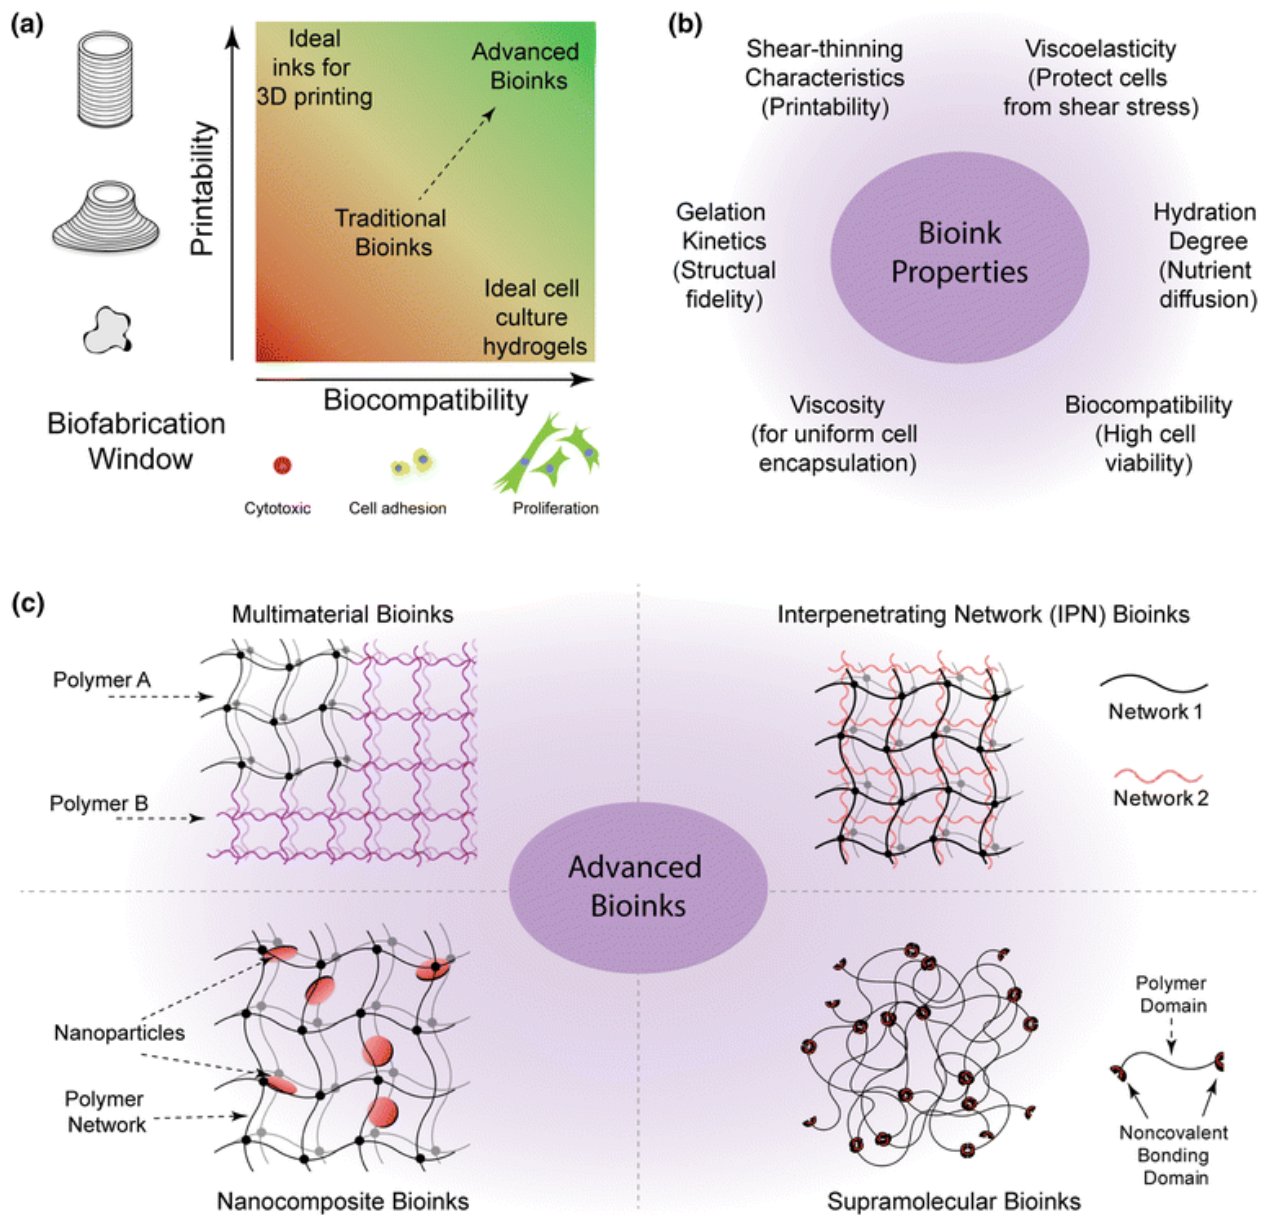 (a)
Printability
Ideal
inks for
3D printing
Advanced
Bioinks
Traditional
Bioinks
Ideal cell
culture
hydrogels
Biocompatibility
Biofabrication
Window
Cytotoxic
Cell adhesion
Proliferation
(b)
Shear-thinning
Characteristics
(Printability)
Viscoelasticity
(Protect cells
from shear stress)
Gelation
Kinetics
(Structual
fidelity)
Bioink
Properties
Hydration
Degree
(Nutrient
diffusion)
Viscosity
(for uniform cell
encapsulation)
Biocompatibility
(High cell
viability)
(c)
Multimaterial Bioinks
Polymer A
Polymer B
Interpenetrating Network (IPN) Bioinks
Network 1
Network 2
Advanced
Bioinks
Nanoparticles
Polymer
Network
Nanocomposite Bioinks
Polymer
Domain
Noncovalent
Bonding
Domain
Supramolecular Bioinks